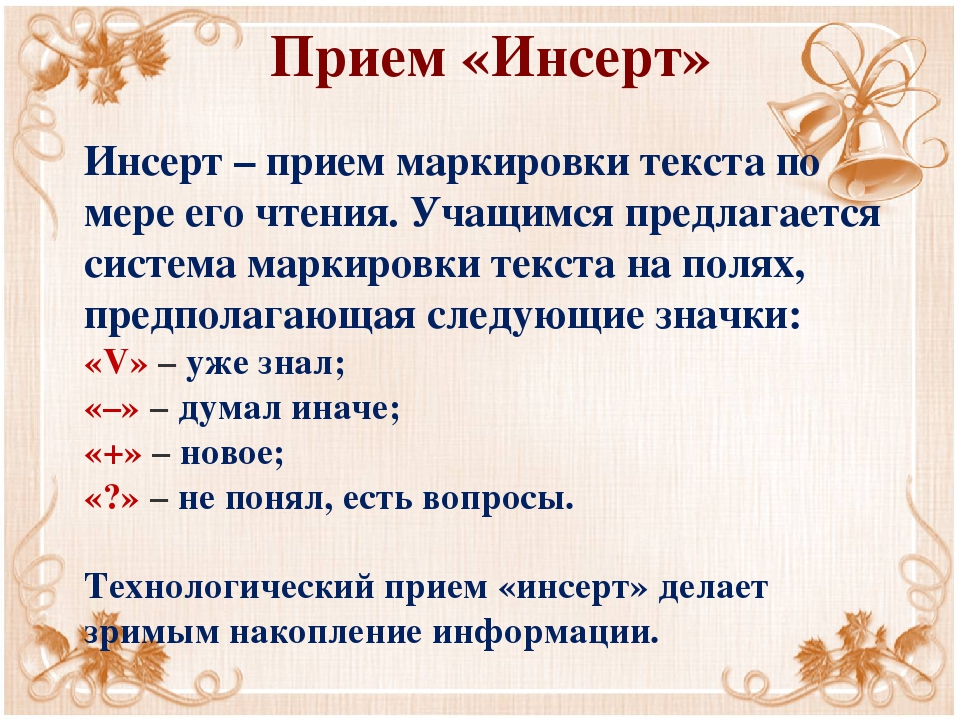 Прием «Инсерт»
Инсерт – прием маркировки текста по
мере его чтения. Учащимся предлагается
система маркировки текста на полях,
предполагающая следующие значки:
«V» – уже знал;
«–» – думал иначе;
«+» – новое;
«?» – не понял, есть вопросы.
Технологический прием «инсерт» делает
зримым накопление информации.